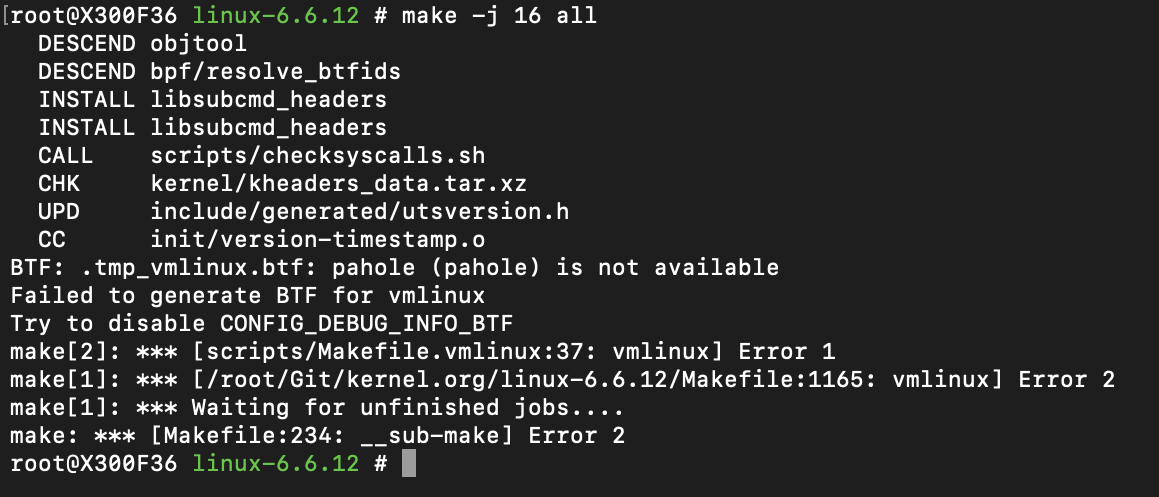 [root@X300F36 linux-6.6.12 # make -j 16 all
  DESCEND objtool
  DESCEND bpf/resolve_btfids
  INSTALL libsubcmd_headers
  INSTALL libsubcmd_headers
  CALL    scripts/checksyscalls.sh
  CHK     kernel/kheaders_data.tar.xz
  UPD     include/generated/utsversion.h
  CC      init/version-timestamp.o
BTF: .tmp_vmlinux.btf: pahole (pahole) is not available
Failed to generate BTF for vmlinux
Try to disable CONFIG_DEBUG_INFO_BTF
make[2]: *** [scripts/Makefile.vmlinux:37: vmlinux] Error 1
make[1]: *** [/root/Git/kernel.org/linux-6.6.12/Makefile:1165: vmlinux] Error 2
make[1]: *** Waiting for unfinished jobs....
make: *** [Makefile:234: __sub-make] Error 2
root@X300F36 linux-6.6.12 #